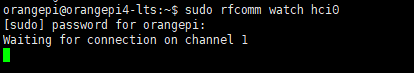 orangepi@orangepi4-lts:~$ sudo rfcomm watch hci0
[sudo] password for orangepi:
Waiting for connection on channel 1